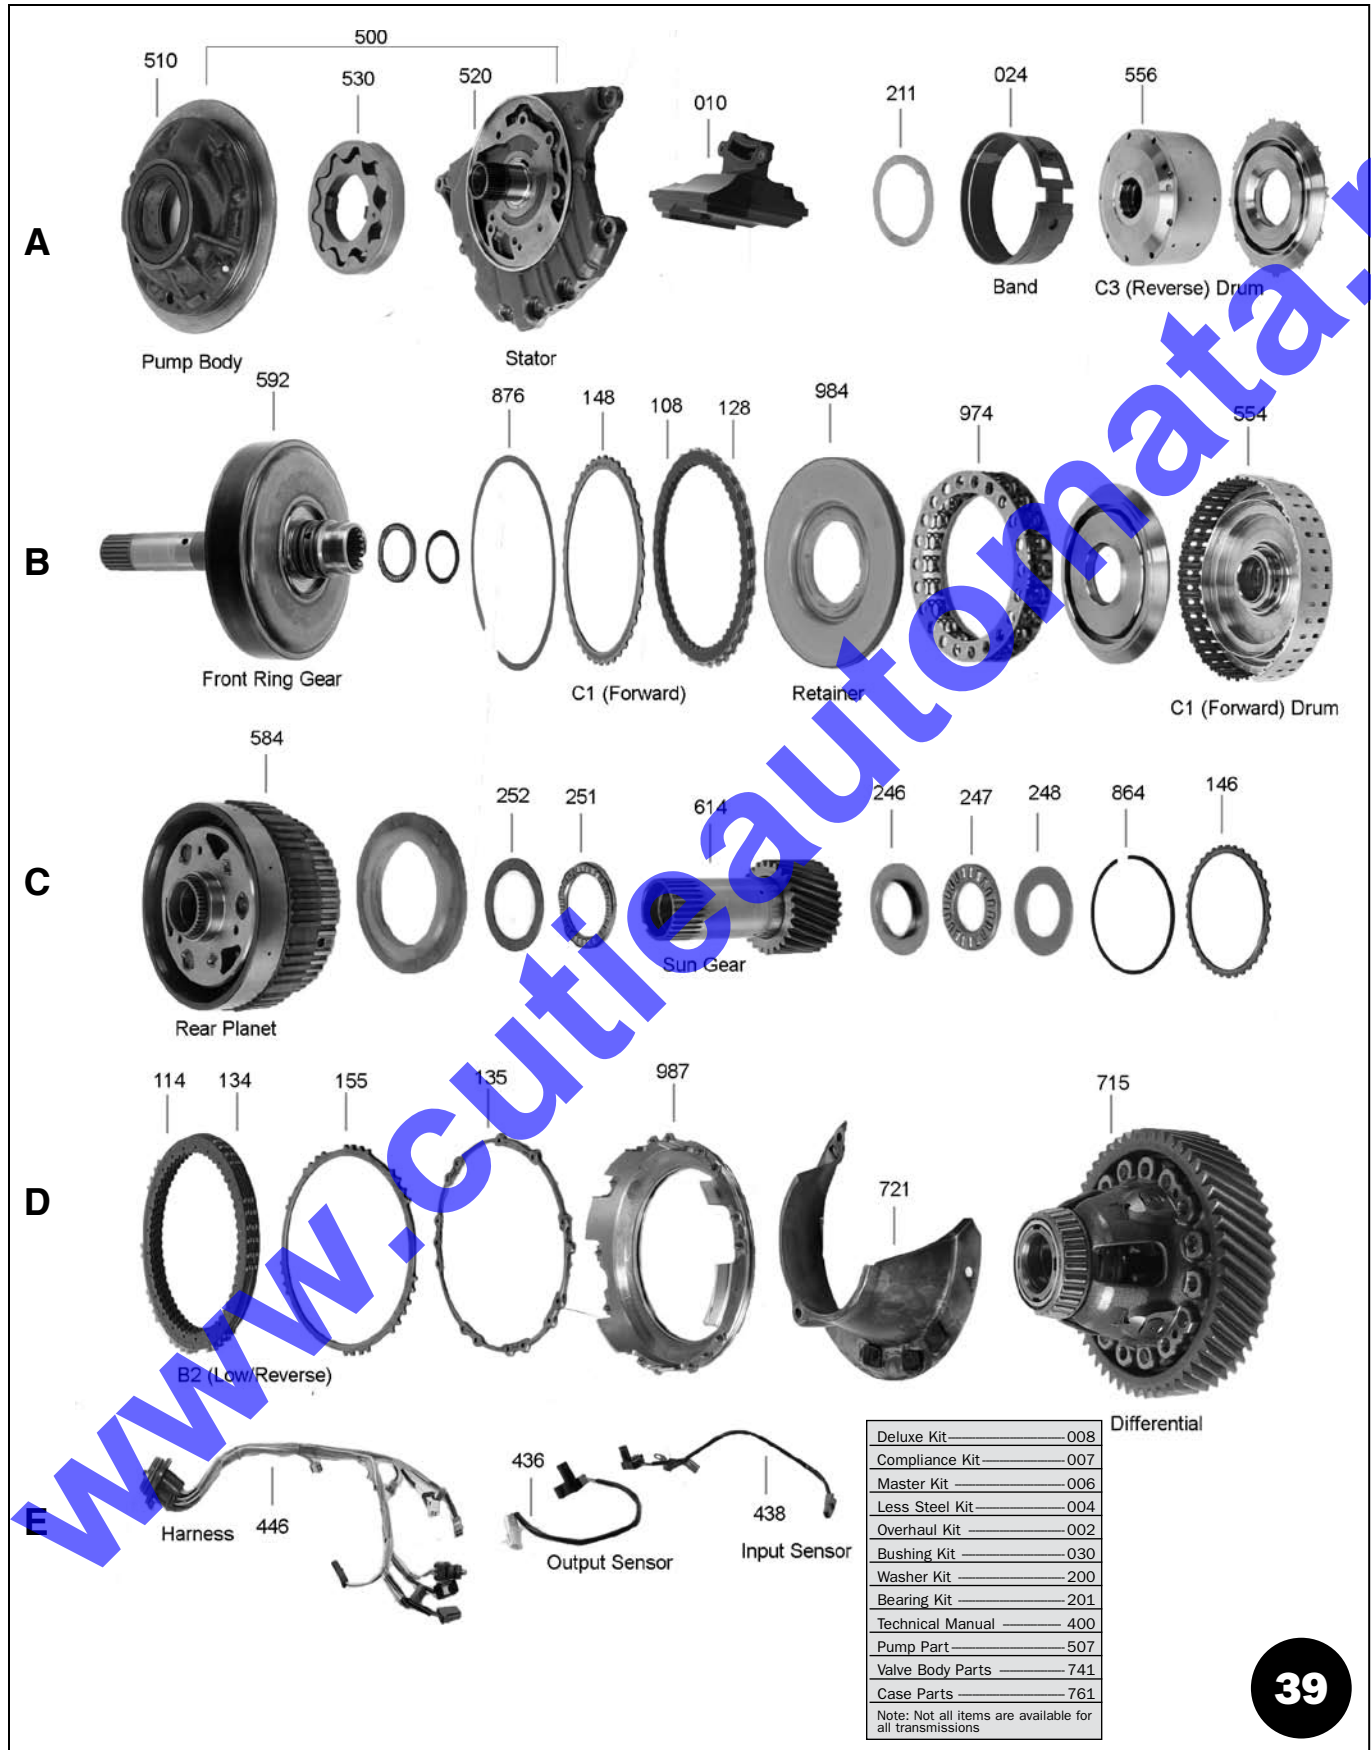 500
510
530
520
010
211
024
556
A
Band
C3 (Reverse) Drum
Pump Body
Stator
592
876
148
108
128
984
974
554
B
Front Ring Gear
C1 (Forward)
Retainer
C1 (Forward) Drum
584
252
251
614
246
247
248
864
146
C
Sun Gear
Rear Planet
114
134
155
135
987
715
D
721
B2 (Low/Reverse)
Differential
E
Harness
446
436
Output Sensor
438
Input Sensor
Deluxe Kit 008
Compliance Kit 007
Master Kit 006
Less Steel Kit 004
Overhaul Kit 002
Bushing Kit 030
Washer Kit 200
Bearing Kit 201
Technical Manual 400
Pump Part 507
Valve Body Parts 741
Case Parts 761
Note: Not all items are available for
all transmissions
39
www.cutieautomata.